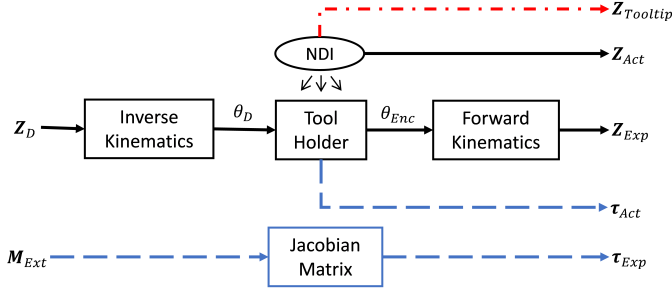 Z_Tooltip
NDI
Z_Act
Z_D
Inverse
Kinematics
θ_D
Tool
Holder
θ_Enc
Forward
Kinematics
Z_Exp
τ_Act
M_Ext
Jacobian
Matrix
τ_Exp